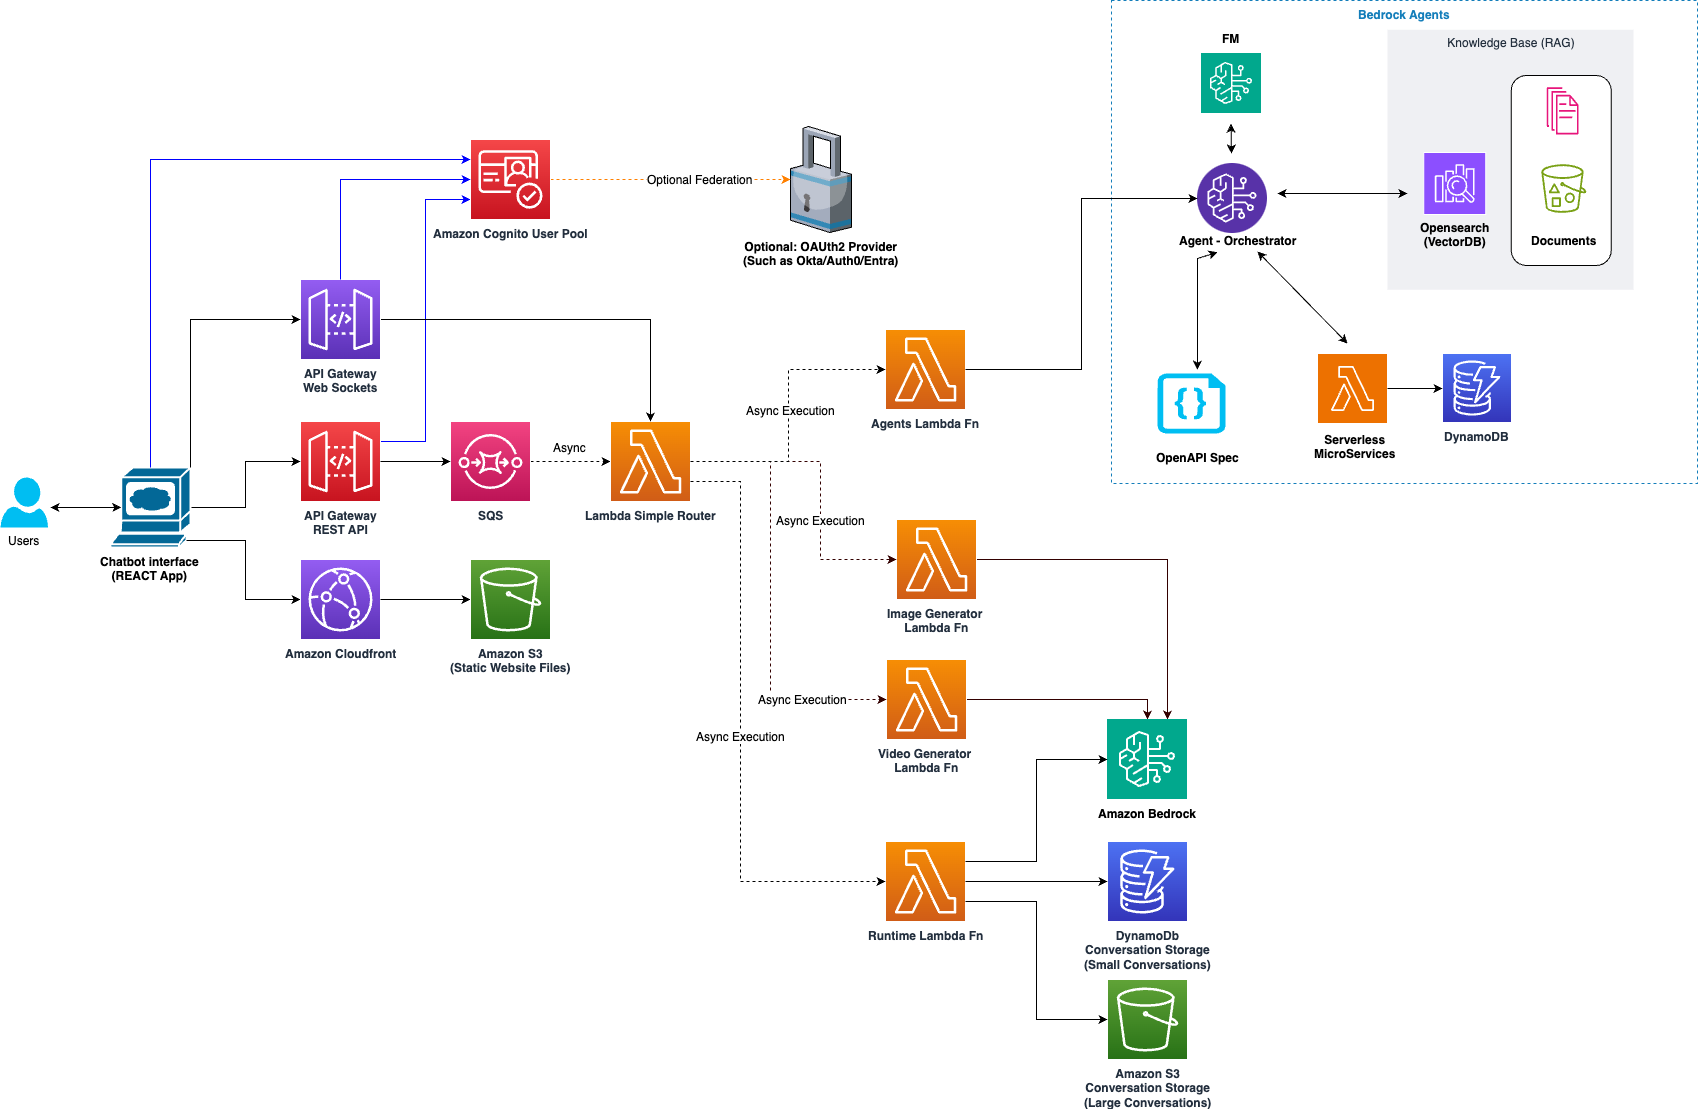 Bedrock Agents
FM
Knowledge Base (RAG)
Optional Federation
Amazon Cognito User Pool
Optional: OAUth2 Provider
(Such as Okta/Auth0/Entra)
Agent - Orchestrator
Opensearch
(VectorDB)
Documents
API Gateway
Web Sockets
Async Execution
Agents Lambda Fn
OpenAPI Spec
Serverless
MicroServices
DynamoDB
Users
Chatbot interface
(REACT App)
API Gateway
REST API
SQS
Async
Lambda Simple Router
Async Execution
Image Generator
Lambda Fn
Amazon Cloudfront
Amazon S3
(Static Website Files)
Async Execution
Video Generator
Lambda Fn
Async Execution
Amazon Bedrock
Runtime Lambda Fn
DynamoDb
Conversation Storage
(Small Conversations)
Amazon S3
Conversation Storage
(Large Conversations)